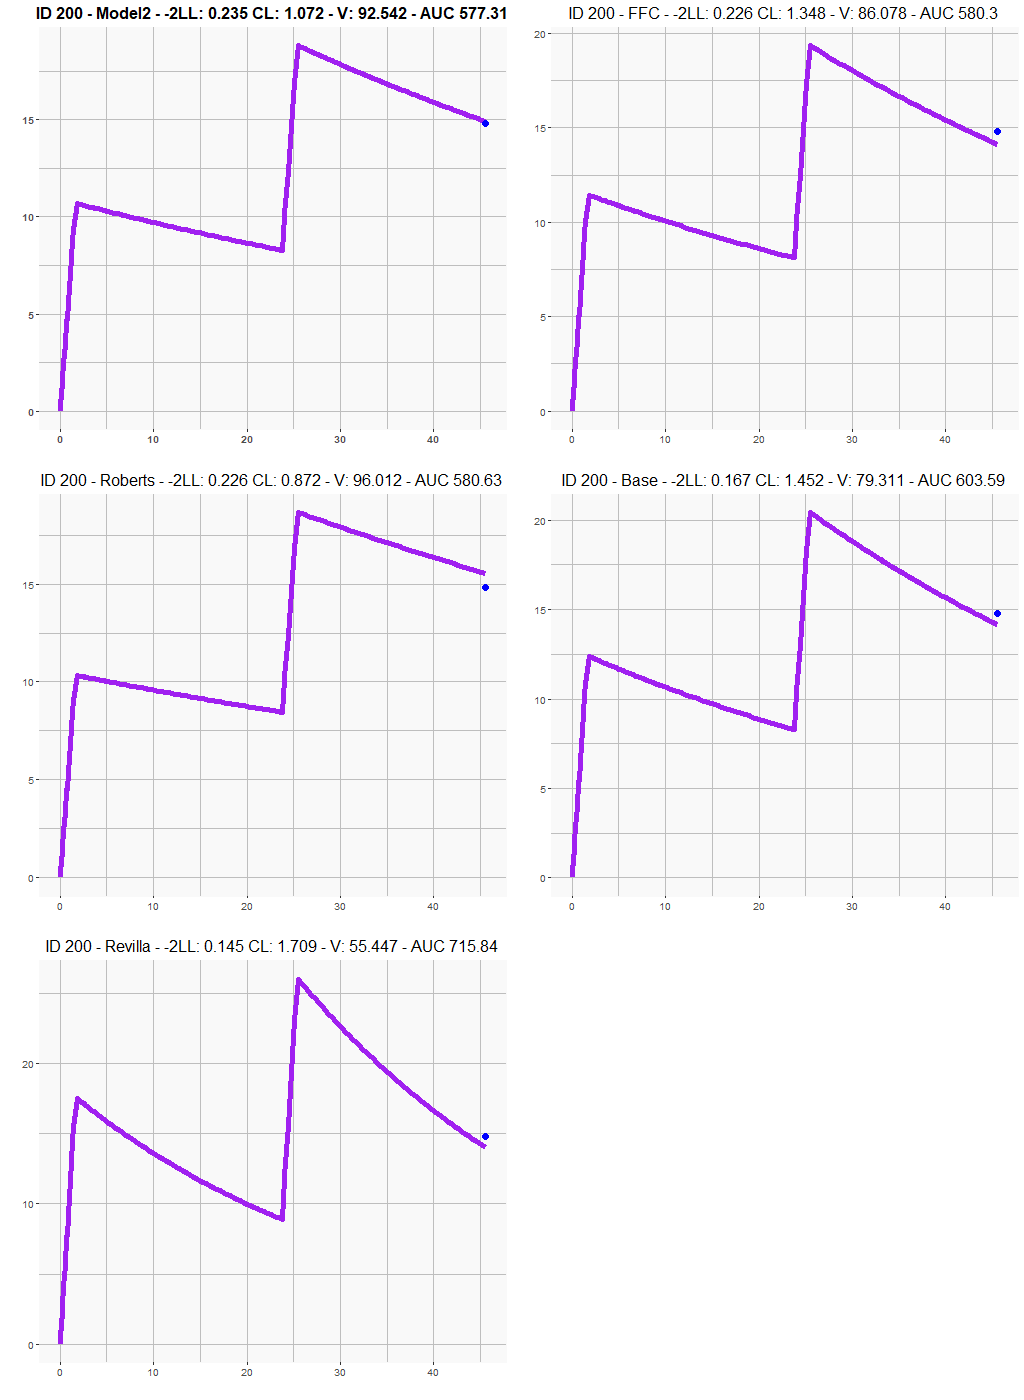 ID 200 - Model2 - -2LL: 0.235 CL: 1.072 - V: 92.542 - AUC 577.31
15
10
5
0
0 10 20 30 40
ID 200 - FFC - -2LL: 0.226 CL: 1.348 - V: 86.078 - AUC 580.3
20
15
10
5
0
0 10 20 30 40
ID 200 - Roberts - -2LL: 0.226 CL: 0.872 - V: 96.012 - AUC 580.63
15
10
5
0
0 10 20 30 40
ID 200 - Base - -2LL: 0.167 CL: 1.452 - V: 79.311 - AUC 603.59
20
15
10
5
0
0 10 20 30 40
ID 200 - Revilla - -2LL: 0.145 CL: 1.709 - V: 55.447 - AUC 715.84
20
10
0
0 10 20 30 40